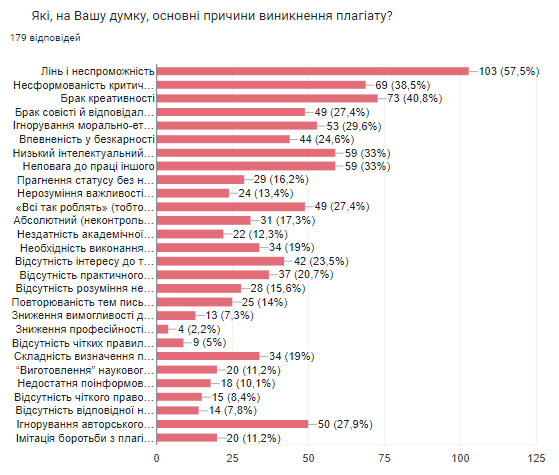 Які, на Вашу думку, основні причини виникнення плагіату?
179 відповідей
Лінь і неспроможність 103 (57,5%)
Несформованість критич… 69 (38,5%)
Брак креативності 73 (40,8%)
Брак совісті й відповідал… 49 (27,4%)
Ігнорування морально-ет… 53 (29,6%)
Впевненість у безкарності 44 (24,6%)
Низький інтелектуальний… 59 (33%)
Неповага до праці іншого 59 (33%)
Прагнення статусу без н… 29 (16,2%)
Нерозуміння важливості… 24 (13,4%)
«Всі так роблять» (тобто… 49 (27,4%)
Абсолютний (неконтроль… 31 (17,3%)
Нездатність академічної… 22 (12,3%)
Необхідність виконання… 34 (19%)
Відсутність інтересу до т… 42 (23,5%)
Відсутність практичного… 37 (20,7%)
Відсутність розуміння не… 28 (15,6%)
Повторюваність тем пись… 25 (14%)
Зниження вимогливості д… 13 (7,3%)
Зниження професійності… 4 (2,2%)
Відсутність чітких правил… 9 (5%)
Складність визначення п… 34 (19%)
“Виготовлення” науковог… 20 (11,2%)
Недостатня поінформов… 18 (10,1%)
Відсутність чіткого право… 15 (8,4%)
Відсутність відповідної н… 14 (7,8%)
Ігнорування авторського… 50 (27,9%)
Імітація боротьби з плагі… 20 (11,2%)
0 25 50 75 100 125